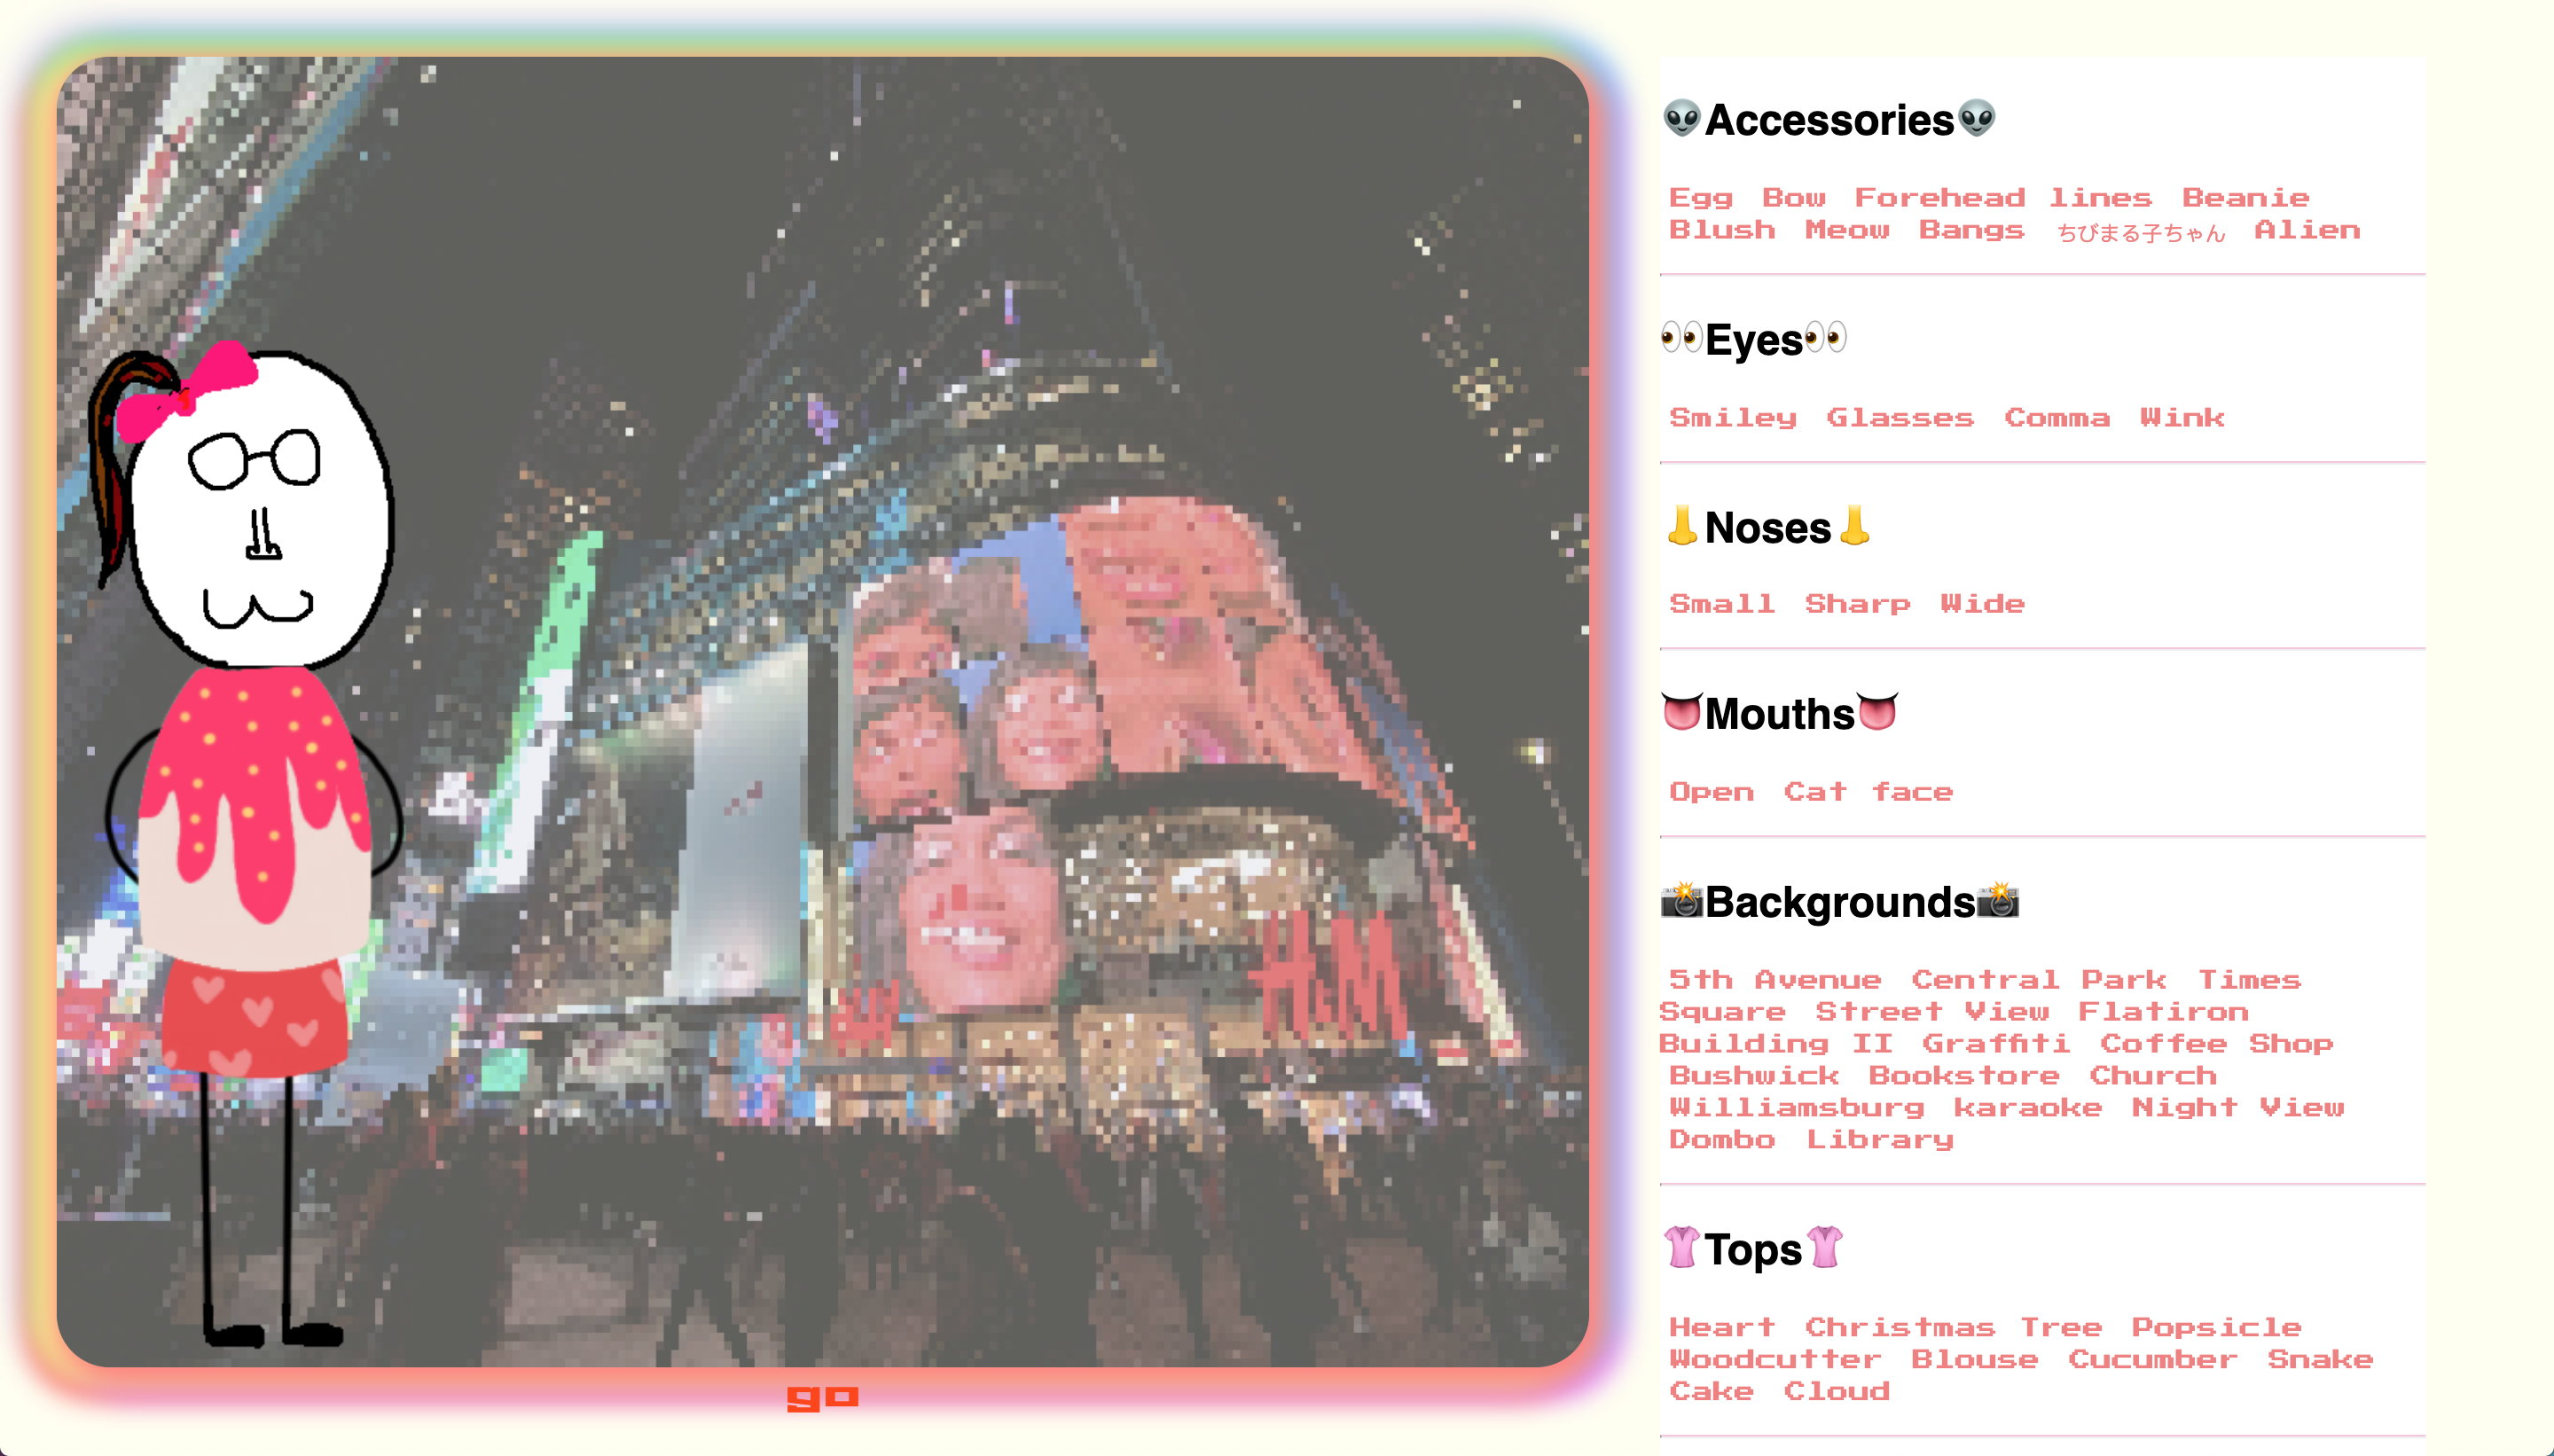 👽Accessories👽
Egg Bow Forehead lines Beanie
Blush Meow Bangs ちびまる子ちゃん Alien
👀Eyes👀
Smiley Glasses Comma Wink
👃Noses👃
Small Sharp Wide
👅Mouths👅
Open Cat face
📸Backgrounds📸
5th Avenue Central Park Times
Square Street View Flatiron
Building II Graffiti Coffee Shop
Bushwick Bookstore Church
Williamsburg karaoke Night View
Dombo Library
👚Tops👚
Heart Christmas Tree Popsicle
Woodcutter Blouse Cucumber Snake
Cake Cloud
H&M
go